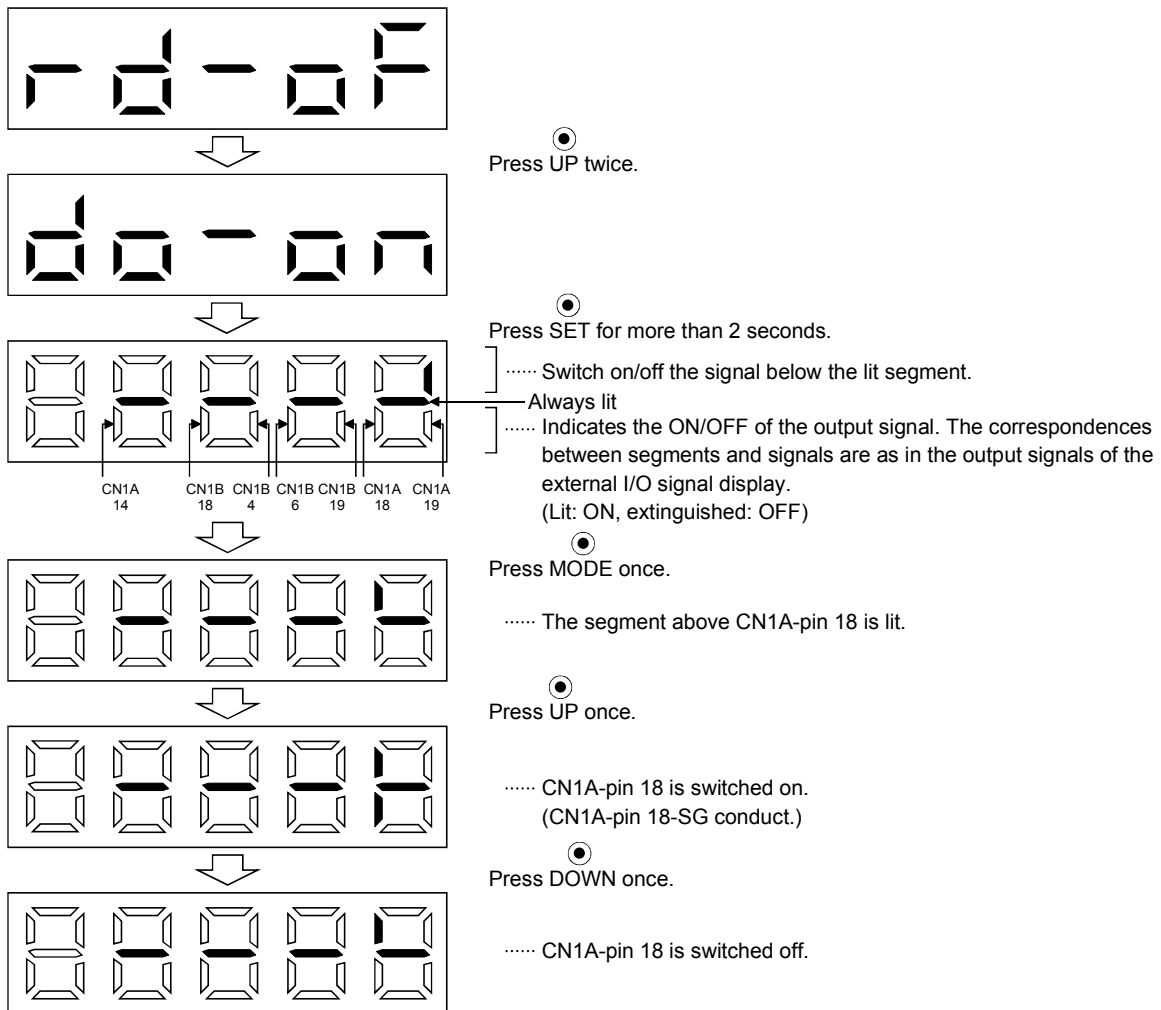 rd-oF
Press UP twice.
do-on
Press SET for more than 2 seconds.
······ Switch on/off the signal below the lit segment.
Always lit
······ Indicates the ON/OFF of the output signal. The correspondences
between segments and signals are as in the output signals of the
external I/O signal display.
(Lit: ON, extinguished: OFF)
CN1A CN1B CN1B CN1B CN1B CN1A CN1A
14 18 4 6 19 18 19
Press MODE once.
······ The segment above CN1A-pin 18 is lit.
Press UP once.
······ CN1A-pin 18 is switched on.
(CN1A-pin 18-SG conduct.)
Press DOWN once.
······ CN1A-pin 18 is switched off.